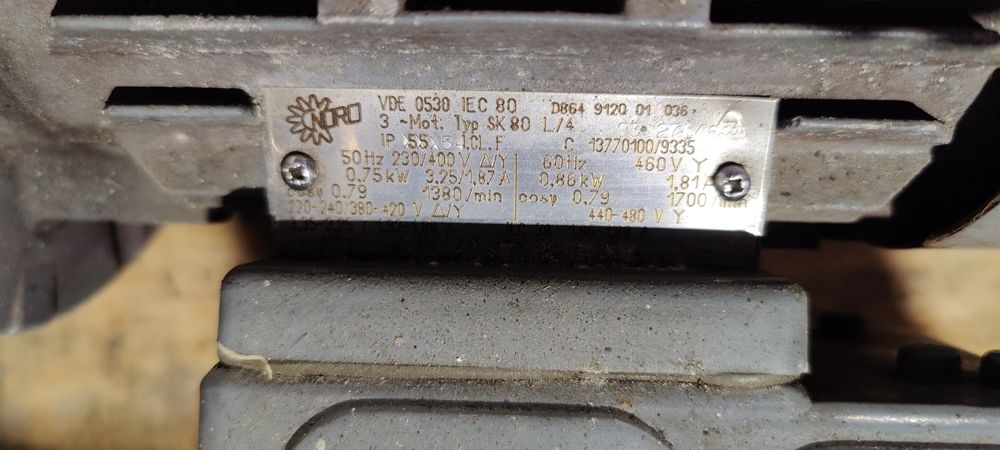 NORD
VDE 0530 IEC 80 D864 9120 01 036
3 ~Mot. Typ SK 80 L/4
IP 55 I.CL.F C 13770100/9335
50 Hz 230/400 V Δ/Y 60Hz 460 V Y
0,75 kW 3,25/1,87 A 0,86 kW 1,81 A
0,79 1380/min cosφ 0,79 1700
220-240/380-420 V Δ/Y 440-480 V Y